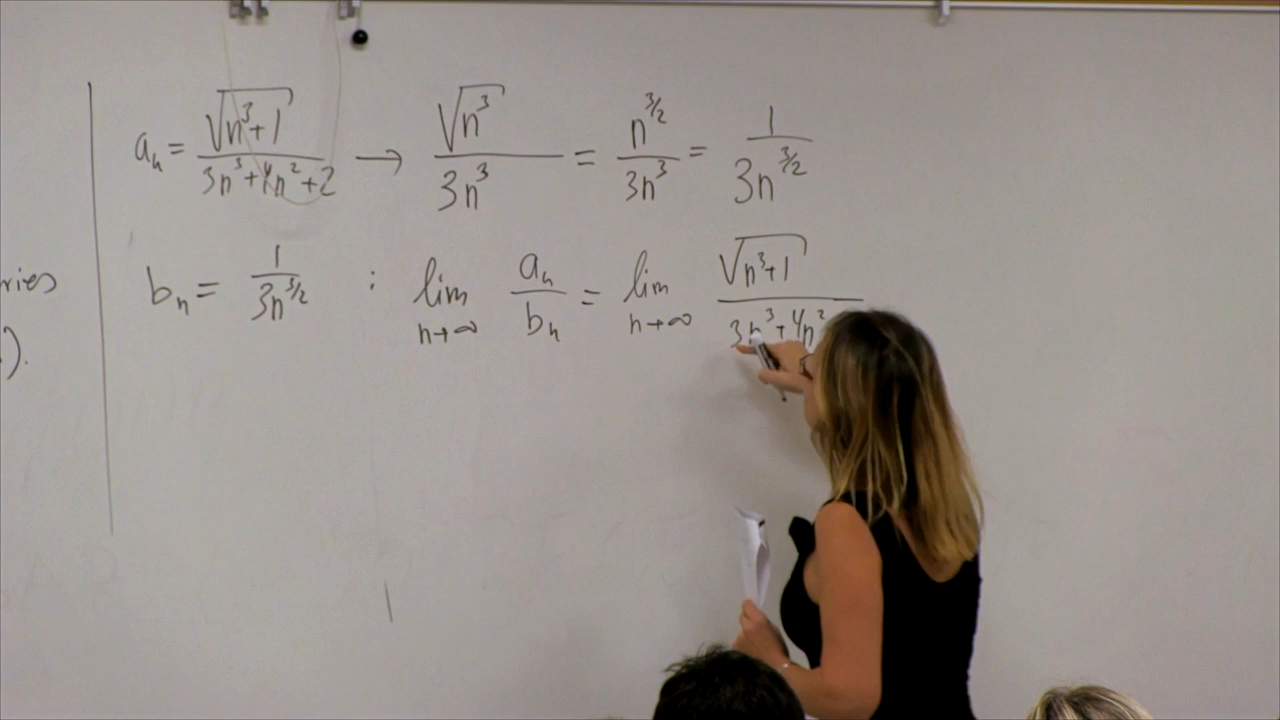 aₙ = √(n³+1) / (3n³+4n²+2) → √(n³) / (3n³) = n^(3/2) / (3n³) = 1 / (3n^(3/2))
ries
bₙ = 1 / (3n^(3/2)) : lim n→∞ aₙ / bₙ = lim n→∞ √(n³+1) / (3n³+4n²
).